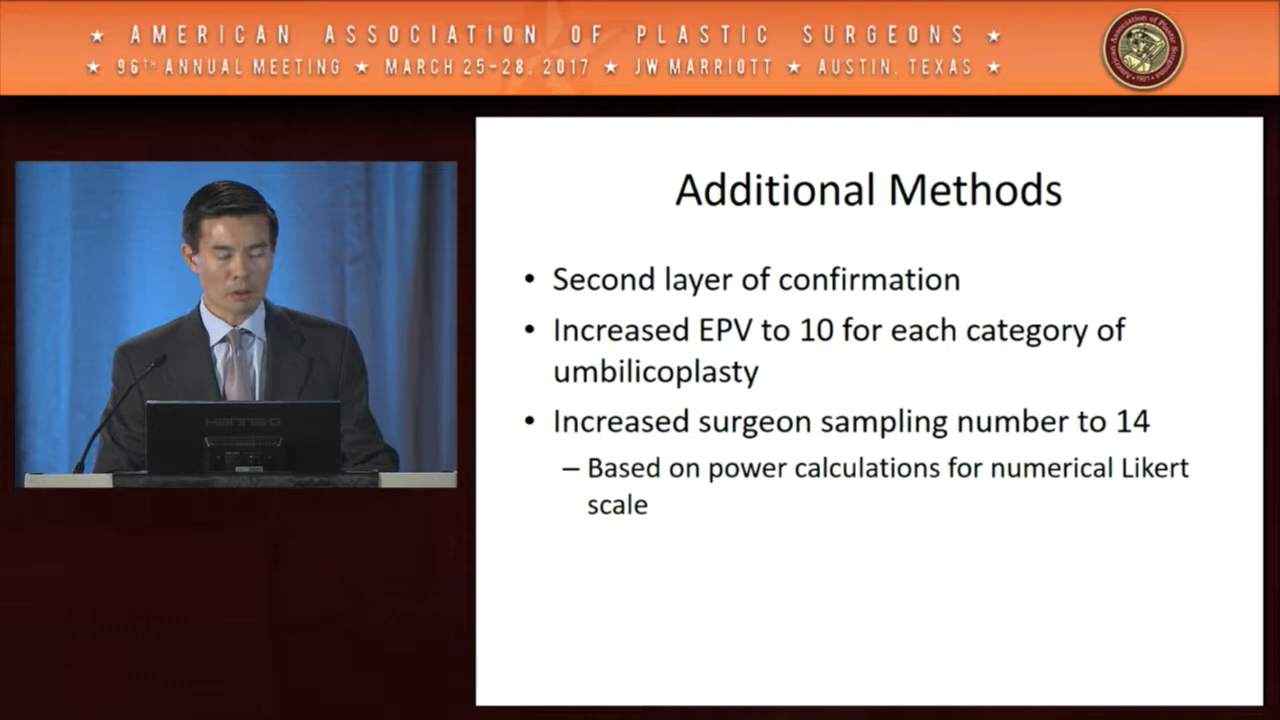 ★ AMERICAN ASSOCIATION OF PLASTIC SURGEONS ★
★ 96TH ANNUAL MEETING ★ MARCH 25-28, 2017 ★ JW MARRIOTT ★ AUSTIN, TEXAS ★
Additional Methods
• Second layer of confirmation
• Increased EPV to 10 for each category of
umbilicoplasty
• Increased surgeon sampling number to 14
– Based on power calculations for numerical Likert
scale
HANNS-G